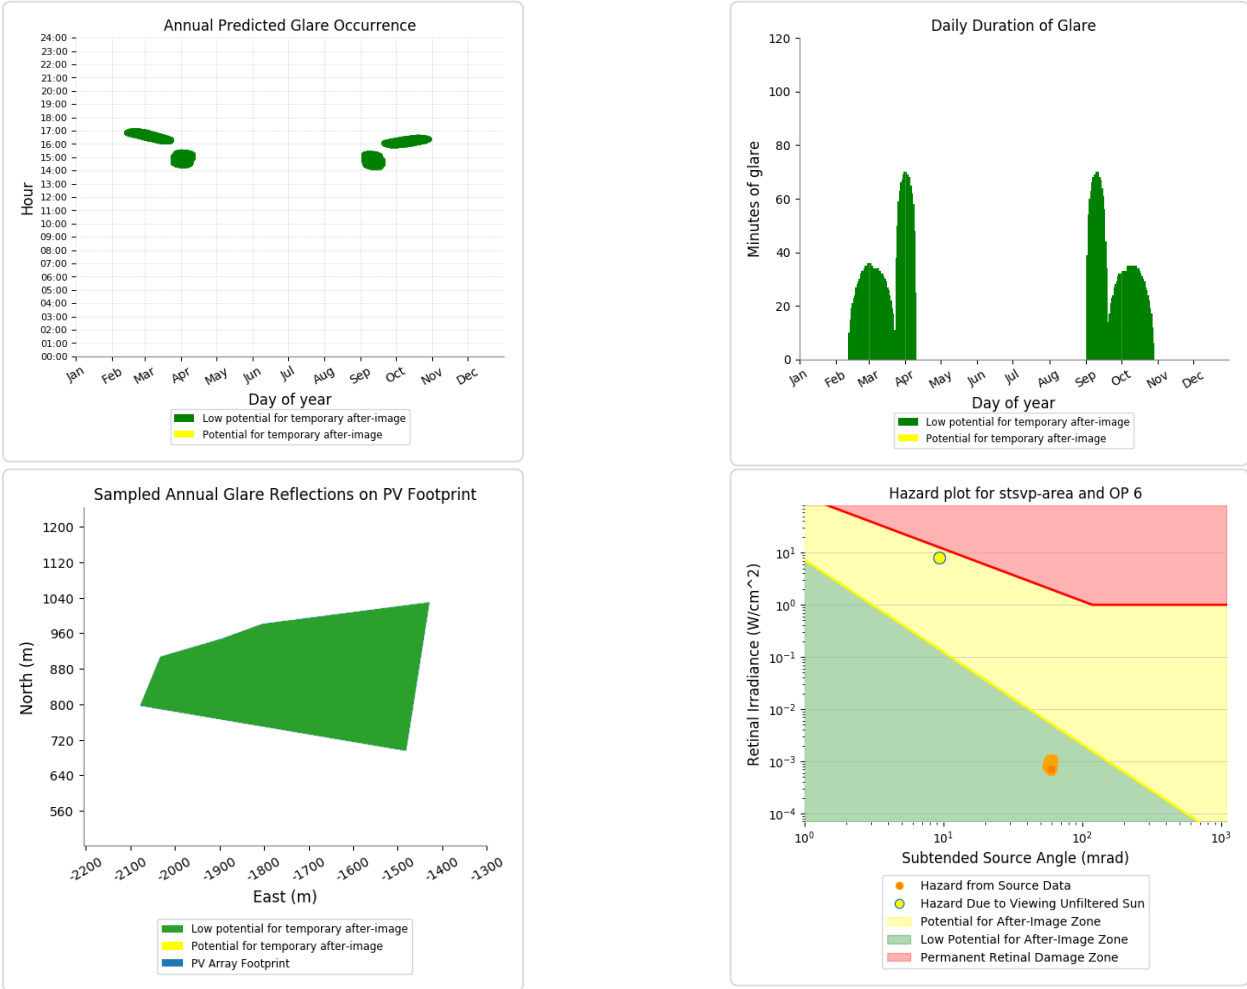 Annual Predicted Glare Occurrence
24:00
23:00
22:00
21:00
20:00
19:00
18:00
17:00
16:00
15:00
14:00
13:00
12:00
11:00
10:00
09:00
08:00
07:00
06:00
05:00
04:00
03:00
02:00
01:00
00:00
Hour
Jan Feb Mar Apr May Jun Jul Aug Sep Oct Nov Dec
Day of year
Low potential for temporary after-image
Potential for temporary after-image
Daily Duration of Glare
120
100
80
60
40
20
0
Minutes of glare
Jan Feb Mar Apr May Jun Jul Aug Sep Oct Nov Dec
Day of year
Low potential for temporary after-image
Potential for temporary after-image
Sampled Annual Glare Reflections on PV Footprint
1200
1120
1040
960
880
800
720
640
560
North (m)
-2200 -2100 -2000 -1900 -1800 -1700 -1600 -1500 -1400 -1300
East (m)
Low potential for temporary after-image
Potential for temporary after-image
PV Array Footprint
Hazard plot for stsvp-area and OP 6
10^1
10^0
10^-1
10^-2
10^-3
10^-4
Retinal Irradiance (W/cm^2)
10^0 10^1 10^2 10^3
Subtended Source Angle (mrad)
Hazard from Source Data
Hazard Due to Viewing Unfiltered Sun
Potential for After-Image Zone
Low Potential for After-Image Zone
Permanent Retinal Damage Zone